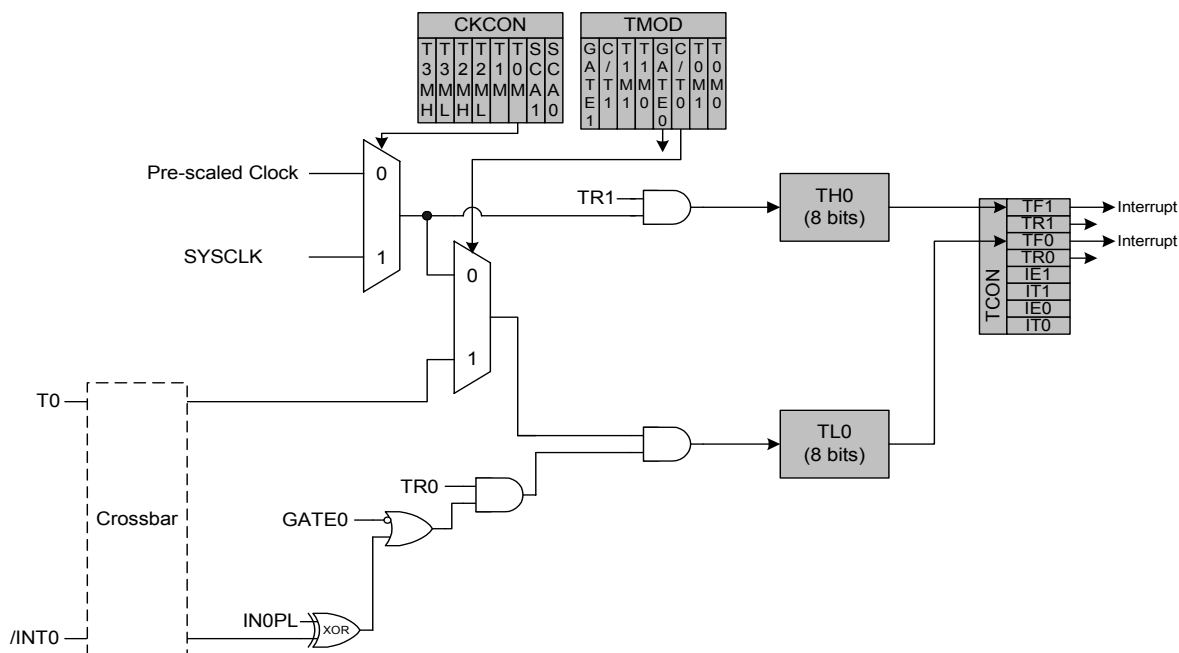 CKCON
T3MH T3ML T2MH T2ML T1M T0M SCA1 SCA0
TMOD
GATE1 C/T1 T1M1 T1M0 GATE0 C/T0 T0M1 T0M0
Pre-scaled Clock
0
SYSCLK
1
TR1
TH0
(8 bits)
TCON
TF1
Interrupt
TR1
TF0
Interrupt
TR0
IE1
IT1
IE0
IT0
0
1
T0
Crossbar
TL0
(8 bits)
TR0
GATE0
IN0PL
XOR
/INT0